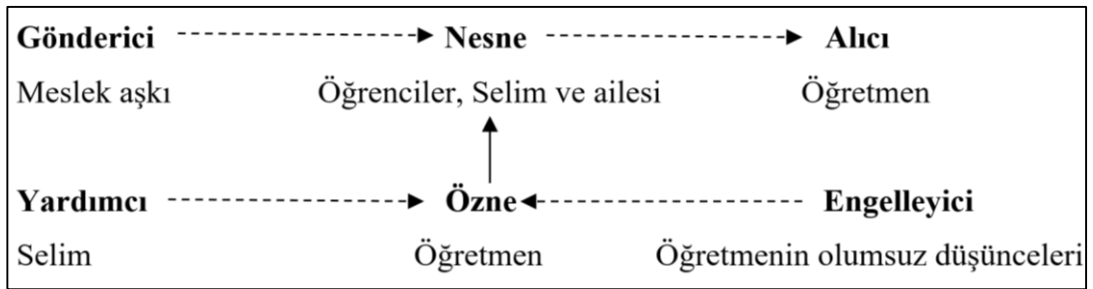 Gönderici Nesne Alıcı
Meslek aşkı Öğrenciler, Selim ve ailesi Öğretmen
Yardımcı Özne Engelleyici
Selim Öğretmen Öğretmenin olumsuz düşünceleri